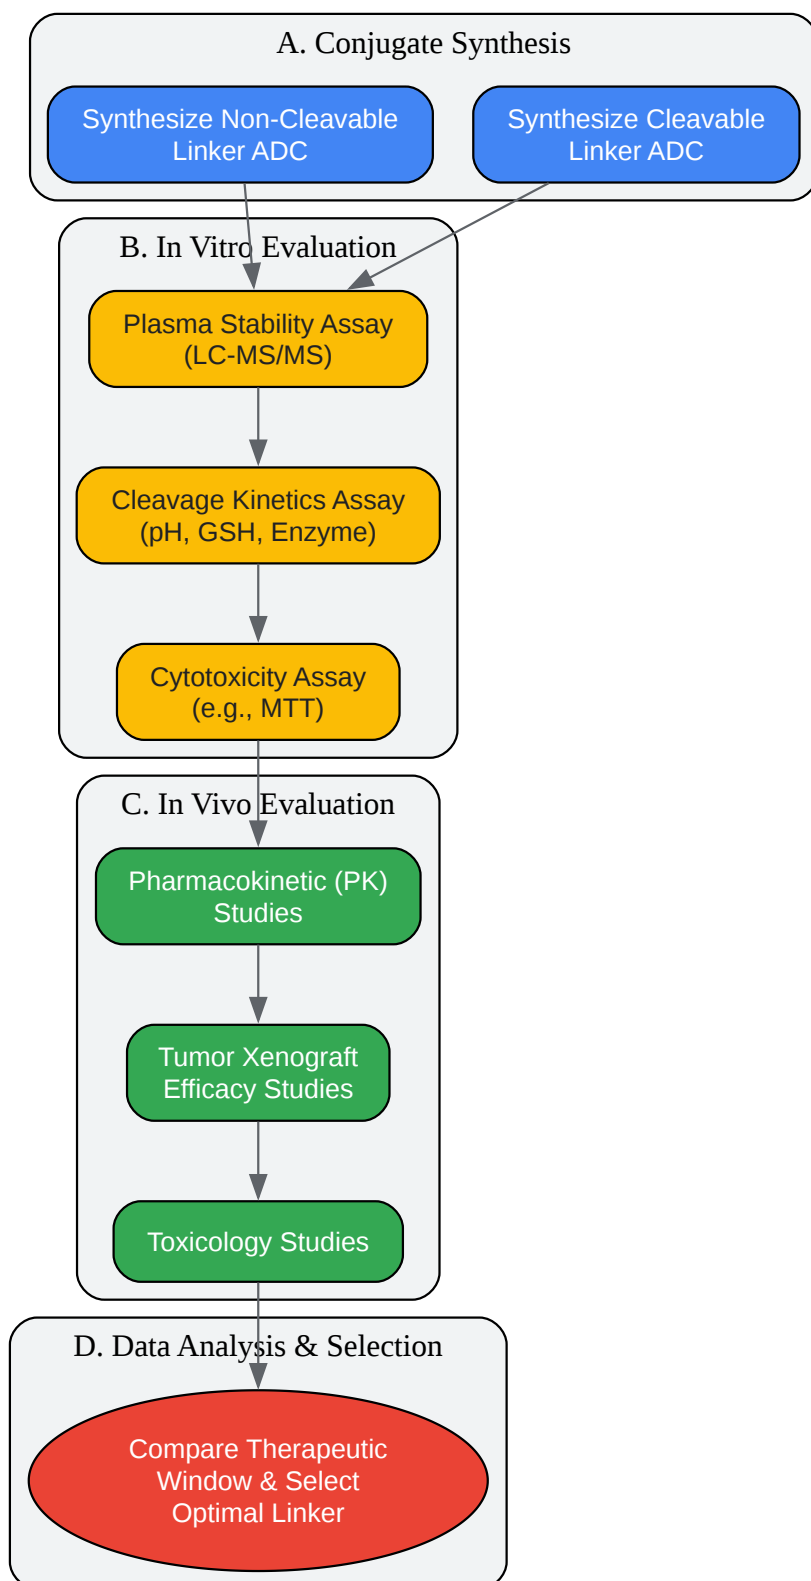 A. Conjugate Synthesis
Synthesize Non-Cleavable
Linker ADC
Synthesize Cleavable
Linker ADC
B. In Vitro Evaluation
Plasma Stability Assay
(LC-MS/MS)
Cleavage Kinetics Assay
(pH, GSH, Enzyme)
Cytotoxicity Assay
(e.g., MTT)
C. In Vivo Evaluation
Pharmacokinetic (PK)
Studies
Tumor Xenograft
Efficacy Studies
Toxicology Studies
D. Data Analysis & Selection
Compare Therapeutic
Window & Select
Optimal Linker